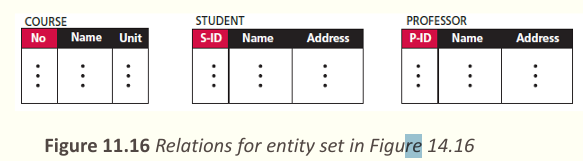 COURSE STUDENT PROFESSOR
No Name Unit S-ID Name Address P-ID Name Address
Figure 11.16 Relations for entity set in Figure 14.16